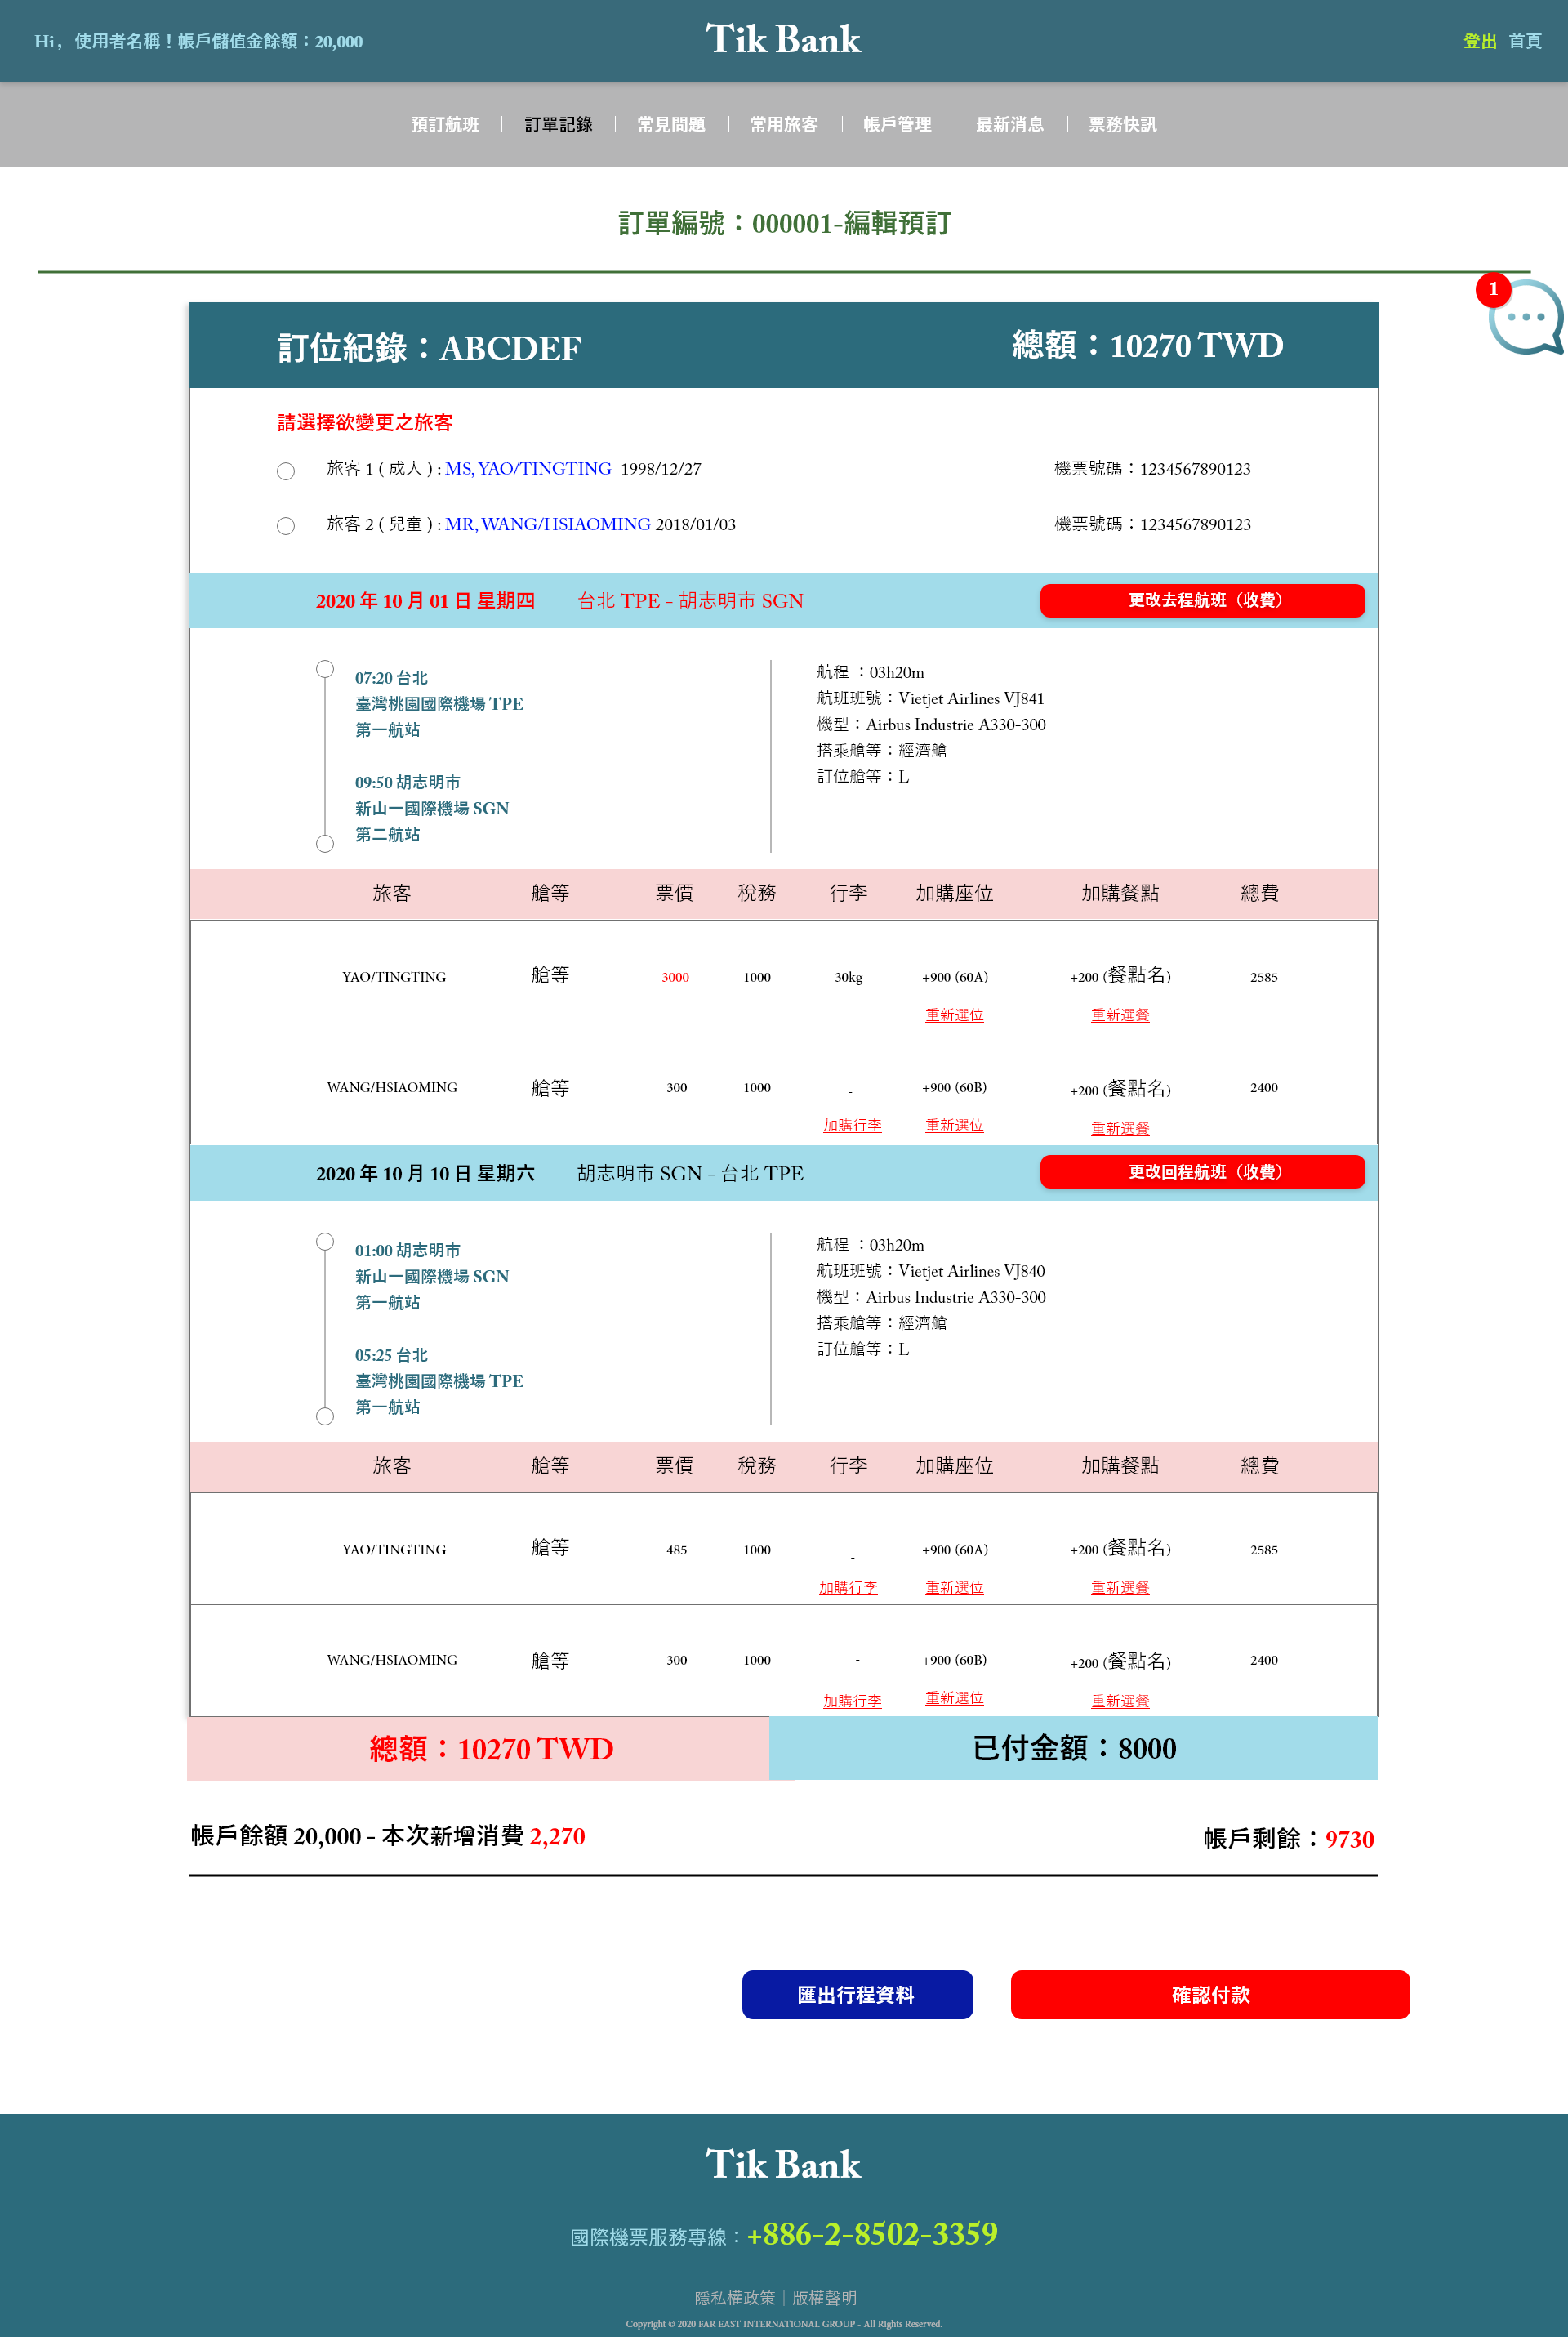 Hi， 使用者名稱！帳戶儲值金餘額：20,000
Tik Bank
登出 首頁
預訂航班 | 訂單記錄 | 常見問題 | 常用旅客 | 帳戶管理 | 最新消息 | 票務快訊
訂單編號：000001-編輯預訂
1
訂位紀錄：ABCDEF 總額：10270 TWD
請選擇欲變更之旅客
旅客 1 ( 成人 ) : MS, YAO/TINGTING 1998/12/27 機票號碼：1234567890123
旅客 2 ( 兒童 ) : MR, WANG/HSIAOMING 2018/01/03 機票號碼：1234567890123
2020 年 10 月 01 日 星期四 台北 TPE - 胡志明市 SGN 更改去程航班（收費）
07:20 台北
臺灣桃園國際機場 TPE
第一航站
09:50 胡志明市
新山一國際機場 SGN
第二航站
航程 ：03h20m
航班班號：Vietjet Airlines VJ841
機型：Airbus Industrie A330-300
搭乘艙等：經濟艙
訂位艙等：L
旅客 艙等 票價 稅務 行李 加購座位 加購餐點 總費
YAO/TINGTING 艙等 3000 1000 30kg +900 (60A) +200 (餐點名) 2585
重新選位 重新選餐
WANG/HSIAOMING 艙等 300 1000 - +900 (60B) +200 (餐點名) 2400
加購行李 重新選位 重新選餐
2020 年 10 月 10 日 星期六 胡志明市 SGN - 台北 TPE 更改回程航班（收費）
01:00 胡志明市
新山一國際機場 SGN
第一航站
05:25 台北
臺灣桃園國際機場 TPE
第一航站
航程 ：03h20m
航班班號：Vietjet Airlines VJ840
機型：Airbus Industrie A330-300
搭乘艙等：經濟艙
訂位艙等：L
旅客 艙等 票價 稅務 行李 加購座位 加購餐點 總費
YAO/TINGTING 艙等 485 1000 - +900 (60A) +200 (餐點名) 2585
加購行李 重新選位 重新選餐
WANG/HSIAOMING 艙等 300 1000 - +900 (60B) +200 (餐點名) 2400
加購行李 重新選位 重新選餐
總額：10270 TWD 已付金額：8000
帳戶餘額 20,000 - 本次新增消費 2,270 帳戶剩餘：9730
匯出行程資料 確認付款
Tik Bank
國際機票服務專線：+886-2-8502-3359
隱私權政策｜版權聲明
Copyright © 2020 FAR EAST INTERNATIONAL GROUP - All Rights Reserved.